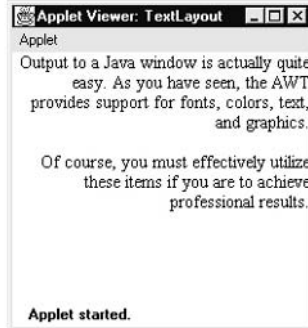 Applet Viewer: TextLayout
Applet
Output to a Java window is actually quite
easy. As you have seen, the AWT
provides support for fonts, colors, text,
and graphics.
Of course, you must effectively utilize
these items if you are to achieve
professional results.
Applet started.